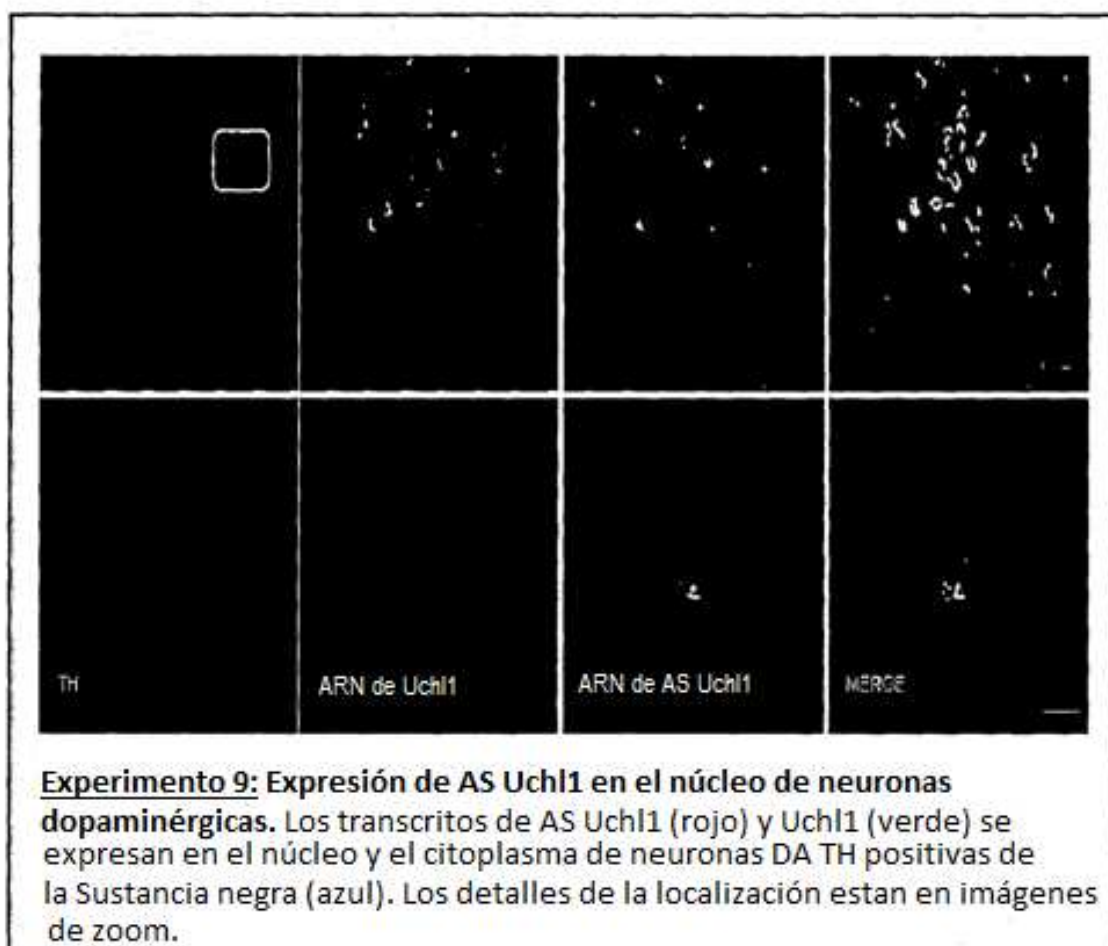 TH
ARN de Uchl1
ARN de AS Uchl1
MERGE
Experimento 9: Expresión de AS Uchl1 en el núcleo de neuronas
dopaminérgicas. Los transcritos de AS Uchl1 (rojo) y Uchl1 (verde) se
expresan en el núcleo y el citoplasma de neuronas DA TH positivas de
la Sustancia negra (azul). Los detalles de la localización estan en imágenes
de zoom.